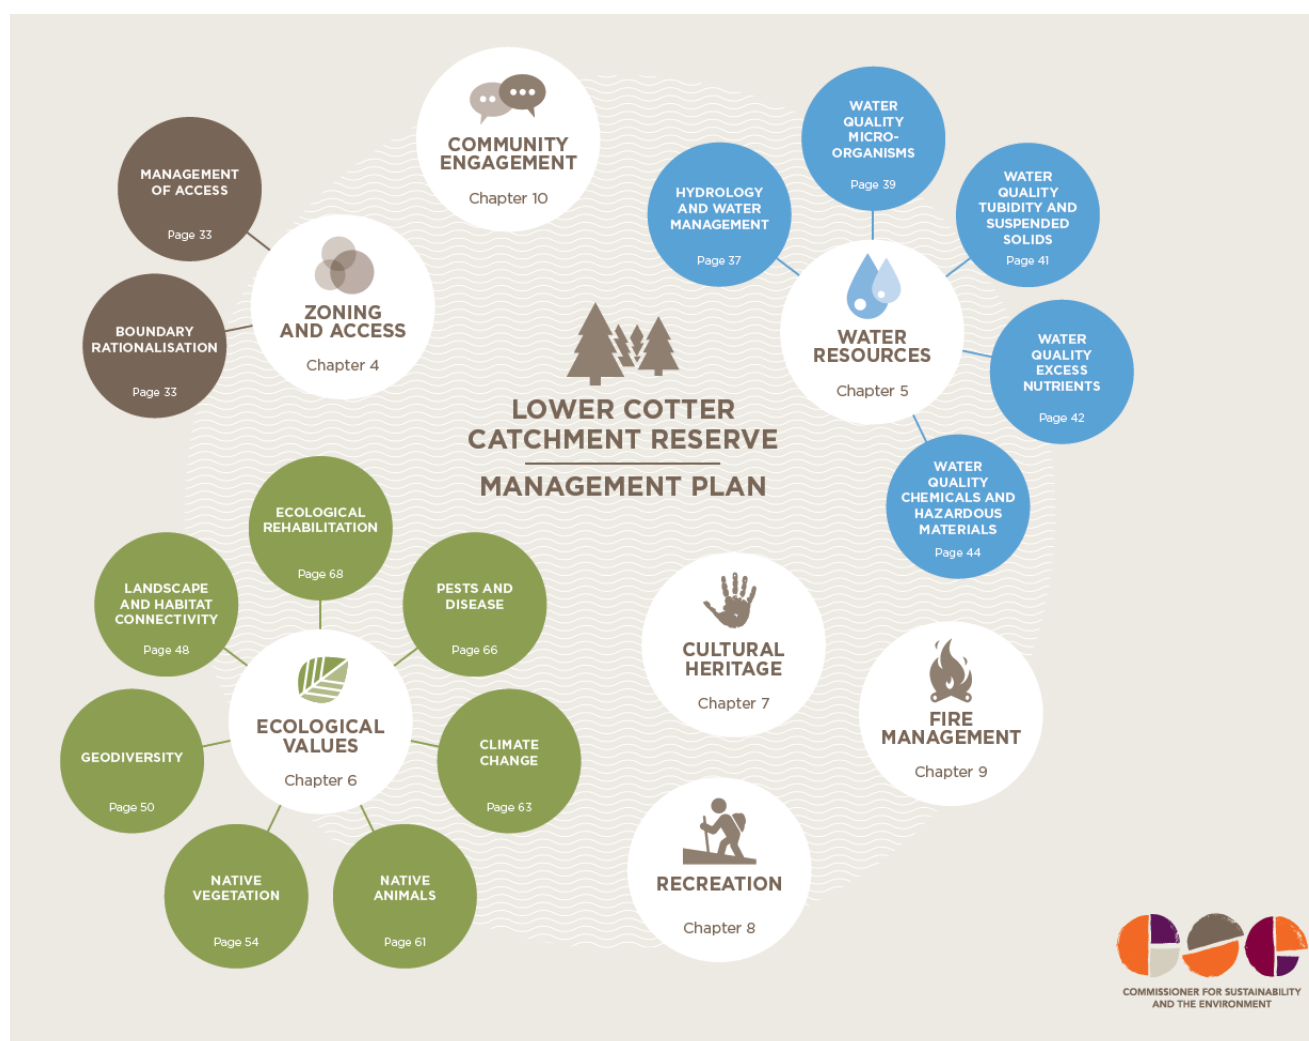 COMMUNITY
ENGAGEMENT
Chapter 10
MANAGEMENT
OF ACCESS
Page 33
BOUNDARY
RATIONALISATION
Page 33
ZONING
AND ACCESS
Chapter 4
WATER
QUALITY
MICRO-
ORGANISMS
Page 39
HYDROLOGY
AND WATER
MANAGEMENT
Page 37
WATER
QUALITY
TUBIDITY AND
SUSPENDED
SOLIDS
Page 41
WATER
RESOURCES
Chapter 5
WATER
QUALITY
EXCESS
NUTRIENTS
Page 42
WATER
QUALITY
CHEMICALS AND
HAZARDOUS
MATERIALS
Page 44
LOWER COTTER
CATCHMENT RESERVE
MANAGEMENT PLAN
ECOLOGICAL
REHABILITATION
Page 68
LANDSCAPE
AND HABITAT
CONNECTIVITY
Page 48
PESTS AND
DISEASE
Page 66
ECOLOGICAL
VALUES
Chapter 6
GEODIVERSITY
Page 50
CLIMATE
CHANGE
Page 63
NATIVE
VEGETATION
Page 54
NATIVE
ANIMALS
Page 61
CULTURAL
HERITAGE
Chapter 7
FIRE
MANAGEMENT
Chapter 9
RECREATION
Chapter 8
COMMISSIONER FOR SUSTAINABILITY
AND THE ENVIRONMENT